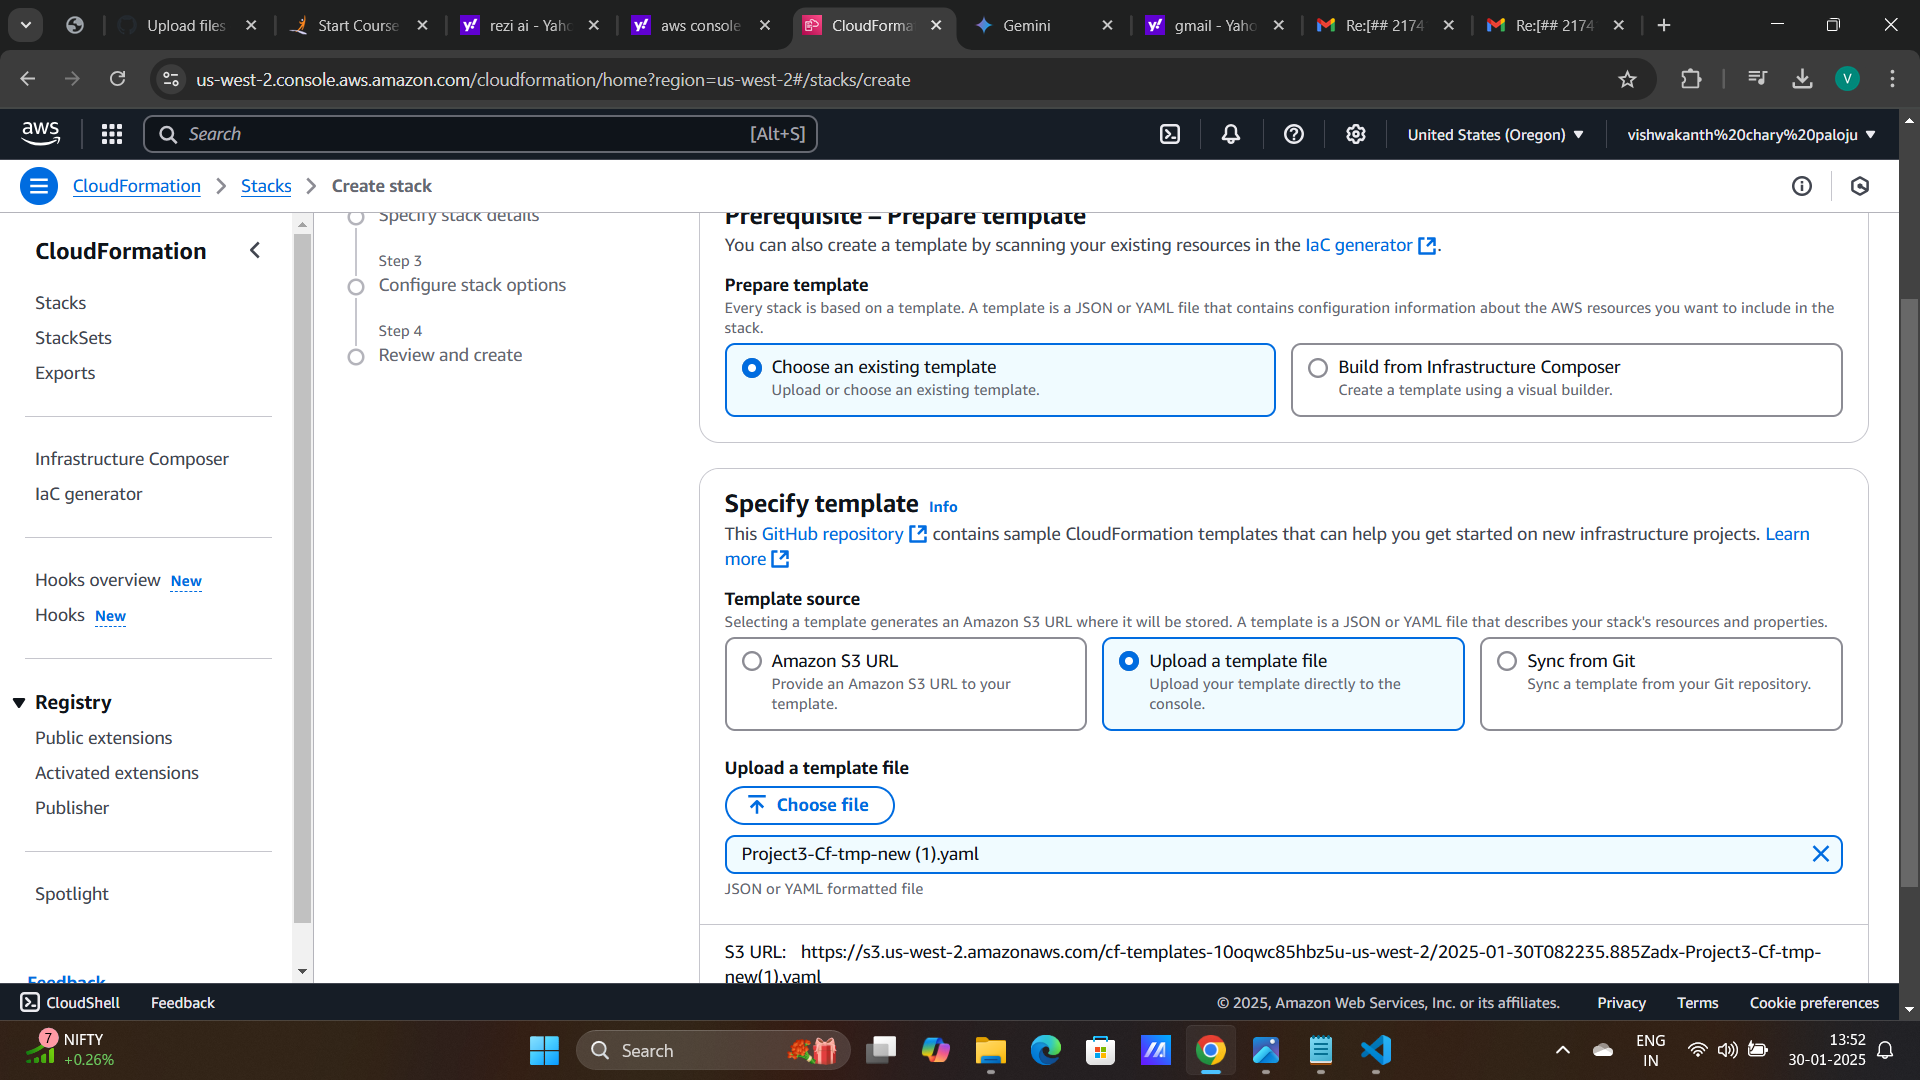 Upload files
Start Course
rezi ai - Yaho
aws console
CloudForma
Gemini
gmail - Yaho
Re:[## 2174
Re:[## 2174
us-west-2.console.aws.amazon.com/cloudformation/home?region=us-west-2#/stacks/create
V
aws
Search
[Alt+S]
United States (Oregon)
vishwakanth%20chary%20paloju
CloudFormation
Stacks
Create stack
CloudFormation
Stacks
StackSets
Exports
Infrastructure Composer
IaC generator
Hooks overview New
Hooks New
Registry
Public extensions
Activated extensions
Publisher
Spotlight
Feedback
Specify stack details
Step 3
Configure stack options
Step 4
Review and create
Prerequisite – Prepare template
You can also create a template by scanning your existing resources in the IaC generator.
Prepare template
Every stack is based on a template. A template is a JSON or YAML file that contains configuration information about the AWS resources you want to include in the
stack.
Choose an existing template
Upload or choose an existing template.
Build from Infrastructure Composer
Create a template using a visual builder.
Specify template Info
This GitHub repository contains sample CloudFormation templates that can help you get started on new infrastructure projects. Learn
more
Template source
Selecting a template generates an Amazon S3 URL where it will be stored. A template is a JSON or YAML file that describes your stack's resources and properties.
Amazon S3 URL
Provide an Amazon S3 URL to your
template.
Upload a template file
Upload your template directly to the
console.
Sync from Git
Sync a template from your Git repository.
Upload a template file
Choose file
Project3-Cf-tmp-new (1).yaml
JSON or YAML formatted file
S3 URL: https://s3.us-west-2.amazonaws.com/cf-templates-10oqwc85hbz5u-us-west-2/2025-01-30T082235.885Zadx-Project3-Cf-tmp-
new(1).yaml
CloudShell
Feedback
© 2025, Amazon Web Services, Inc. or its affiliates.
Privacy
Terms
Cookie preferences
7
NIFTY
+0.26%
Search
ENG
IN
13:52
30-01-2025